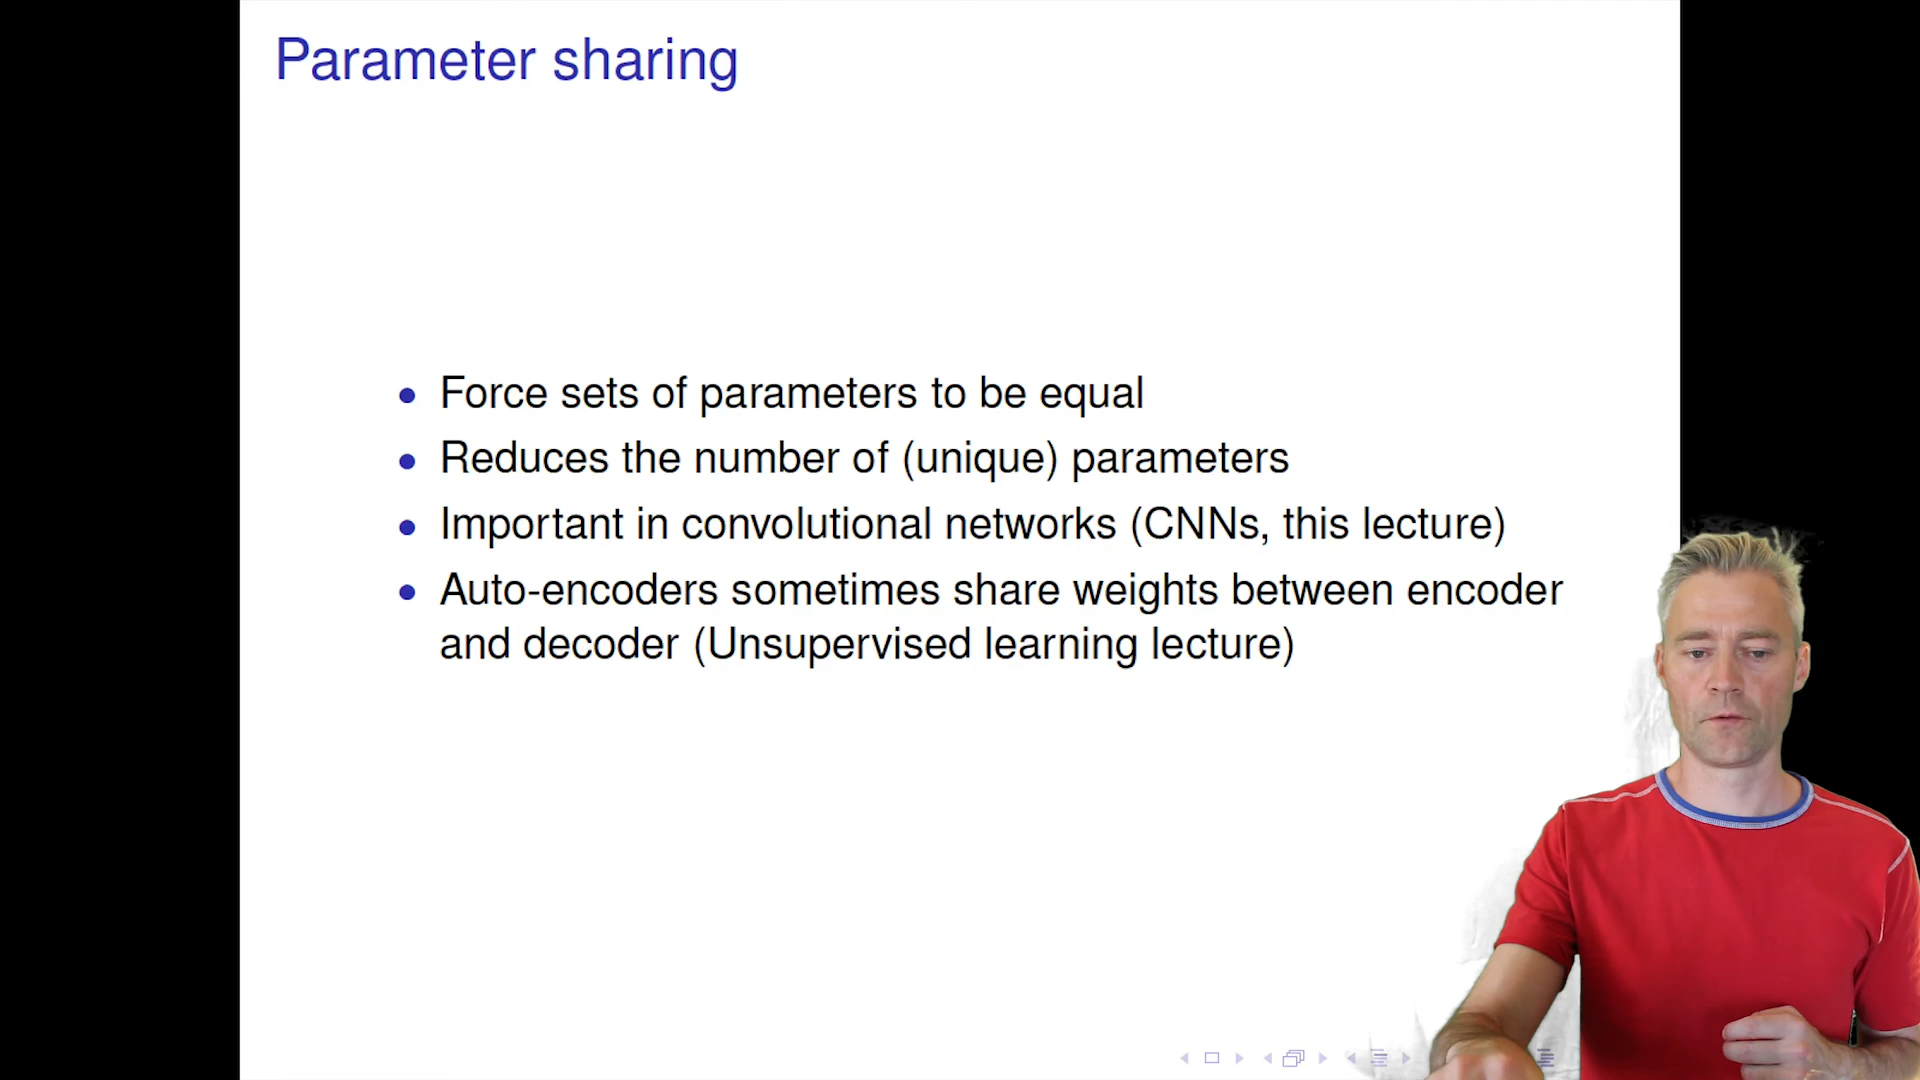 Parameter sharing
• Force sets of parameters to be equal
• Reduces the number of (unique) parameters
• Important in convolutional networks (CNNs, this lecture)
• Auto-encoders sometimes share weights between encoder
and decoder (Unsupervised learning lecture)